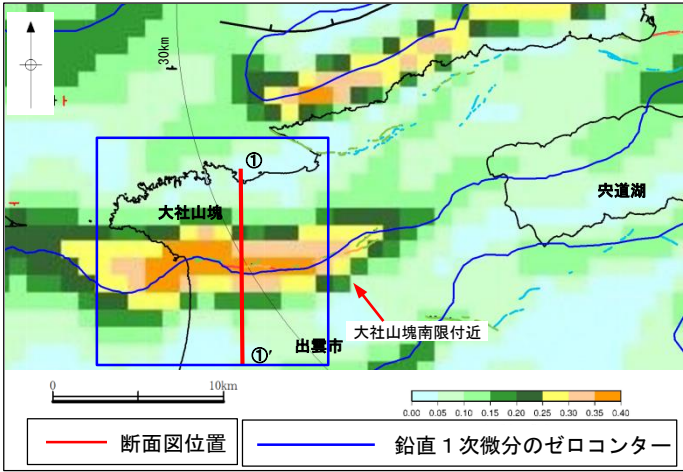 30km
①
大社山塊
宍道湖
大社山塊南限付近
①′
出雲市
0 10km
0.00 0.05 0.10 0.15 0.20 0.25 0.30 0.35 0.40
断面図位置
鉛直1次微分のゼロコンター